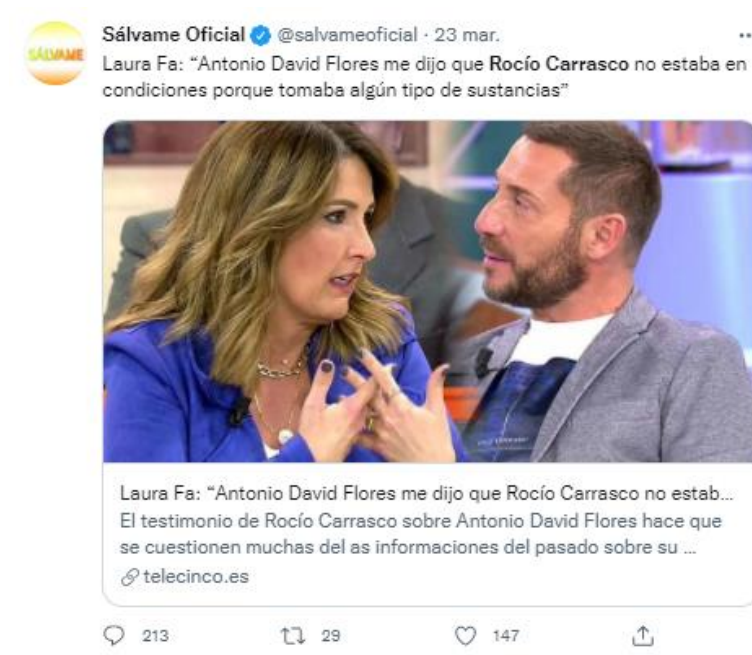 SÁLVAME
Sálvame Oficial @salvameoficial · 23 mar.
Laura Fa: “Antonio David Flores me dijo que Rocío Carrasco no estaba en
condiciones porque tomaba algún tipo de sustancias”
Laura Fa: “Antonio David Flores me dijo que Rocío Carrasco no estab...
El testimonio de Rocío Carrasco sobre Antonio David Flores hace que
se cuestionen muchas del as informaciones del pasado sobre su ...
telecinco.es
213 29 147